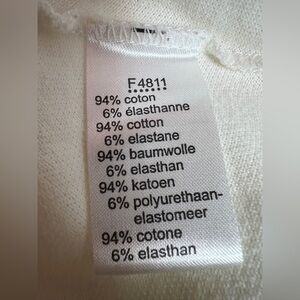 F4811
94% coton
6% élasthanne
94% cotton
6% elastane
94% baumwolle
6% elasthan
94% katoen
6% polyurethaan-
elastomeer
94% cotone
6% elasthan